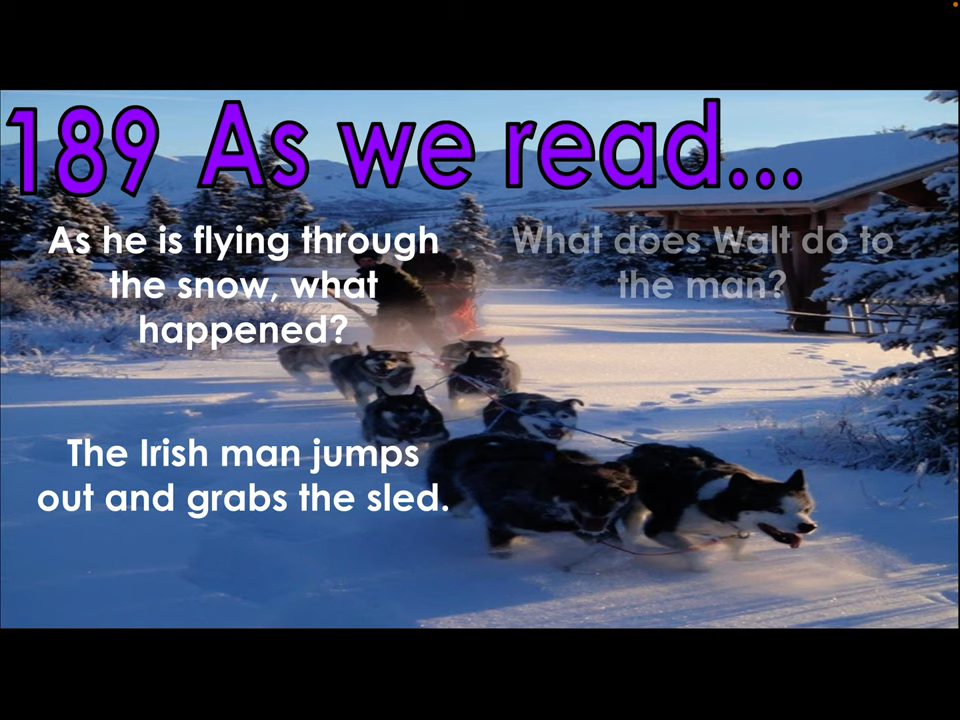 189 As we read...
As he is flying through
the snow, what
happened?
The Irish man jumps
out and grabs the sled.
What does Walt do to
the man?